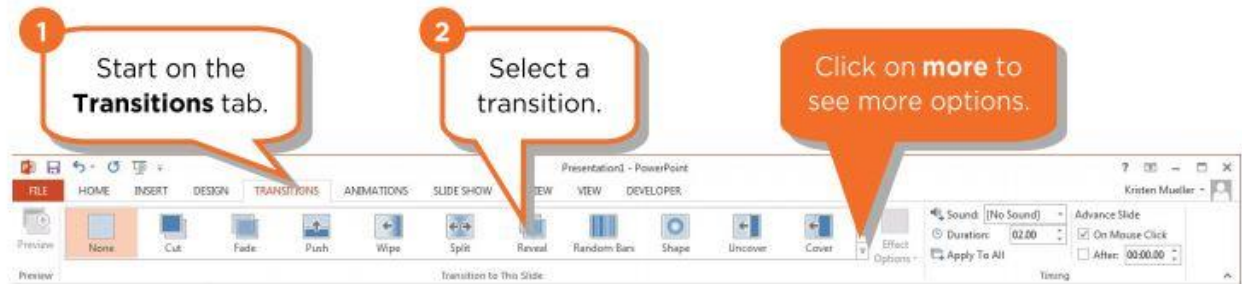 1
Start on the
Transitions tab.
2
Select a
transition.
Click on more to
see more options.
Presentation1 - PowerPoint
?
FILE HOME INSERT DESIGN TRANSITIONS ANIMATIONS SLIDE SHOW VIEW DEVELOPER
Kristen Mueller
Preview
None Cut Fade Push Wipe Split Reveal Random Bars Shape Uncover Cover
Effect
Options
Sound: [No Sound] Advance Slide
Duration: 02.00 On Mouse Click
Apply To All After: 00:00.00
Preview Transition to This Slide Timing